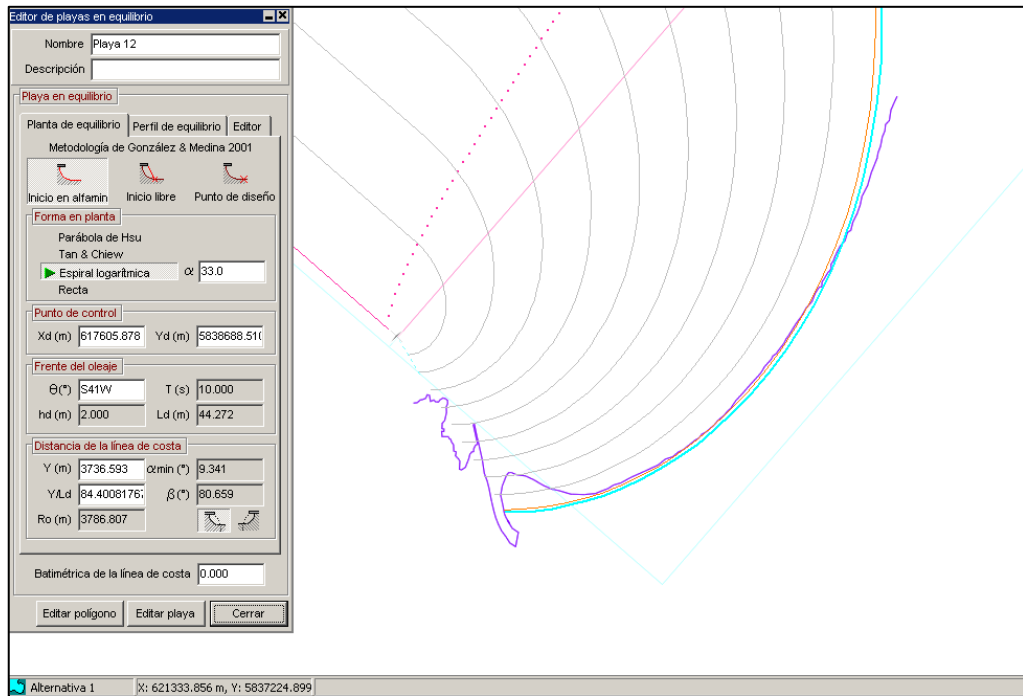 Editor de playas en equilibrio
Nombre Playa 12
Descripción
Playa en equilibrio
Planta de equilibrio Perfil de equilibrio Editor
Metodología de González & Medina 2001
Inicio en alfamin Inicio libre Punto de diseño
Forma en planta
Parábola de Hsu
Tan & Chiew
Espiral logarítmica α 33.0
Recta
Punto de control
Xd (m) 617605.878 Yd (m) 5838688.51(
Frente del oleaje
θ(°) S41W T (s) 10.000
hd (m) 2.000 Ld (m) 44.272
Distancia de la línea de costa
Y (m) 3736.593 αmin (°) 9.341
Y/Ld 84.4008176 β(°) 80.659
Ro (m) 3786.807
Batimétrica de la línea de costa 0.000
Editar polígono Editar playa Cerrar
Alternativa 1 X: 621333.856 m, Y: 5837224.899